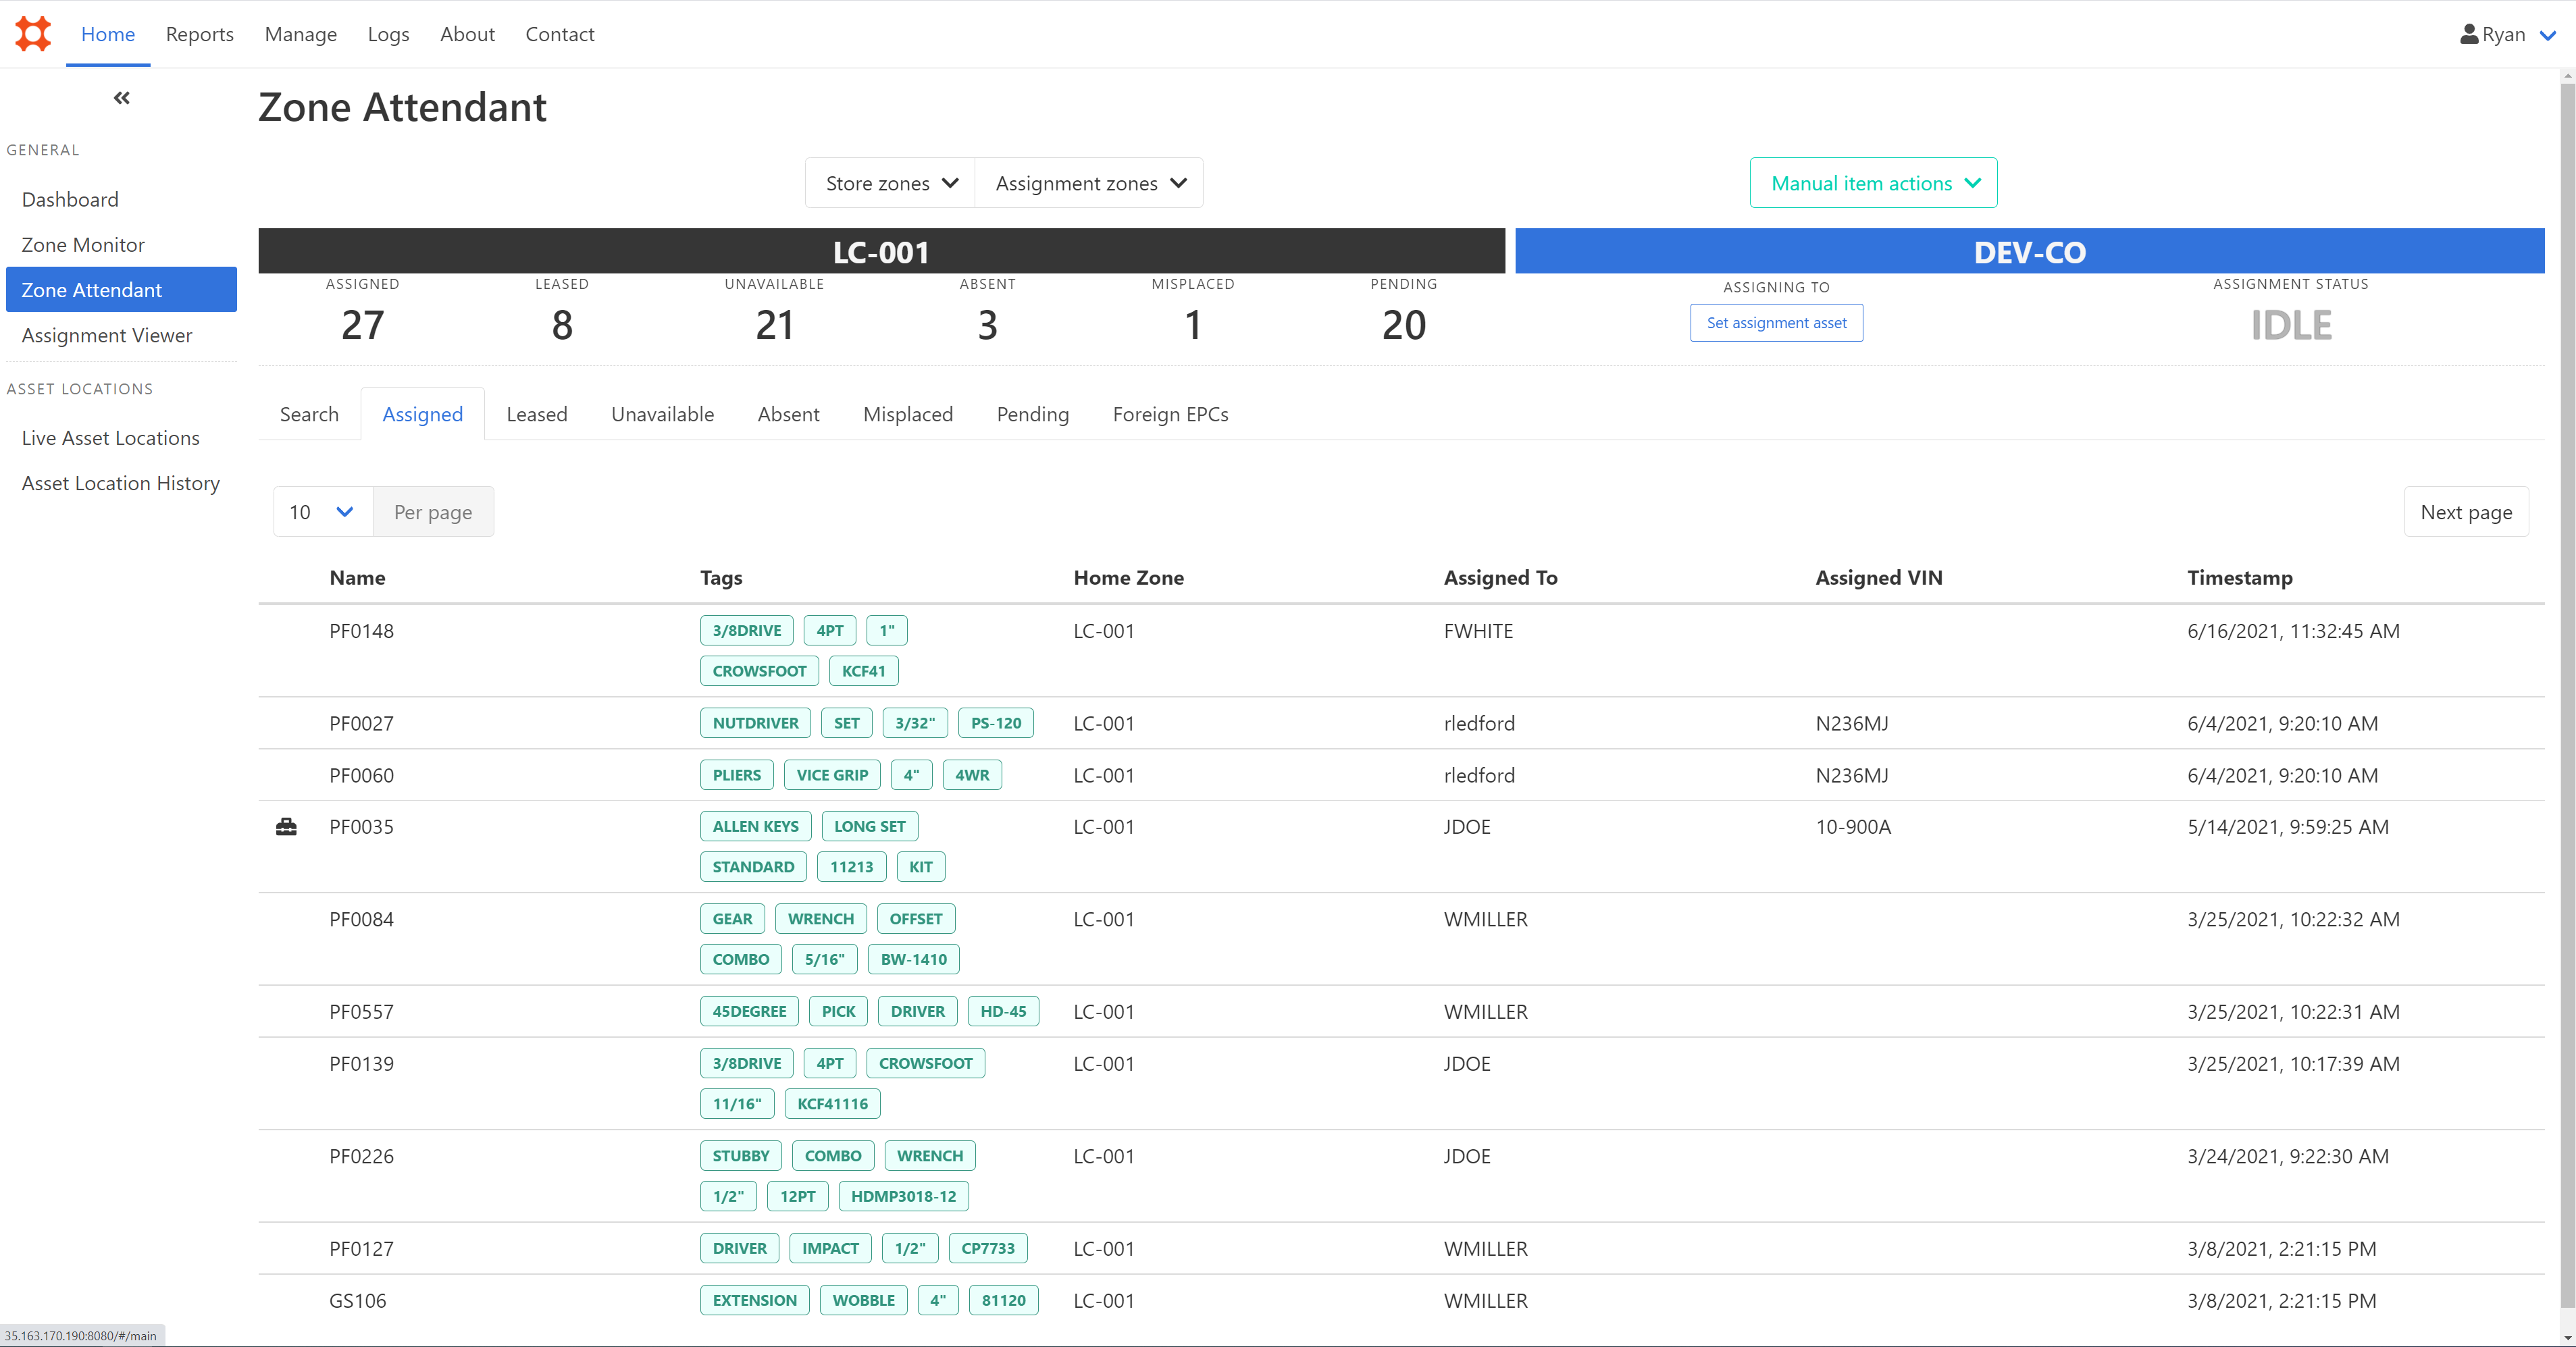 Home Reports Manage Logs About Contact Ryan
Zone Attendant
GENERAL
Dashboard
Zone Monitor
Zone Attendant
Assignment Viewer
ASSET LOCATIONS
Live Asset Locations
Asset Location History
Store zones Assignment zones Manual item actions
LC-001 DEV-CO
ASSIGNED LEASED UNAVAILABLE ABSENT MISPLACED PENDING ASSIGNING TO ASSIGNMENT STATUS
27 8 21 3 1 20 Set assignment asset IDLE
Search Assigned Leased Unavailable Absent Misplaced Pending Foreign EPCs
10 Per page Next page
Name Tags Home Zone Assigned To Assigned VIN Timestamp
PF0148 3/8DRIVE 4PT 1" LC-001 FWHITE 6/16/2021, 11:32:45 AM
CROWSFOOT KCF41
PF0027 NUTDRIVER SET 3/32" PS-120 LC-001 rledford N236MJ 6/4/2021, 9:20:10 AM
PF0060 PLIERS VICE GRIP 4" 4WR LC-001 rledford N236MJ 6/4/2021, 9:20:10 AM
PF0035 ALLEN KEYS LONG SET LC-001 JDOE 10-900A 5/14/2021, 9:59:25 AM
STANDARD 11213 KIT
PF0084 GEAR WRENCH OFFSET LC-001 WMILLER 3/25/2021, 10:22:32 AM
COMBO 5/16" BW-1410
PF0557 45DEGREE PICK DRIVER HD-45 LC-001 WMILLER 3/25/2021, 10:22:31 AM
PF0139 3/8DRIVE 4PT CROWSFOOT LC-001 JDOE 3/25/2021, 10:17:39 AM
11/16" KCF41116
PF0226 STUBBY COMBO WRENCH LC-001 JDOE 3/24/2021, 9:22:30 AM
1/2" 12PT HDMP3018-12
PF0127 DRIVER IMPACT 1/2" CP7733 LC-001 WMILLER 3/8/2021, 2:21:15 PM
GS106 EXTENSION WOBBLE 4" 81120 LC-001 WMILLER 3/8/2021, 2:21:15 PM
35.163.170.190:8080/#/main